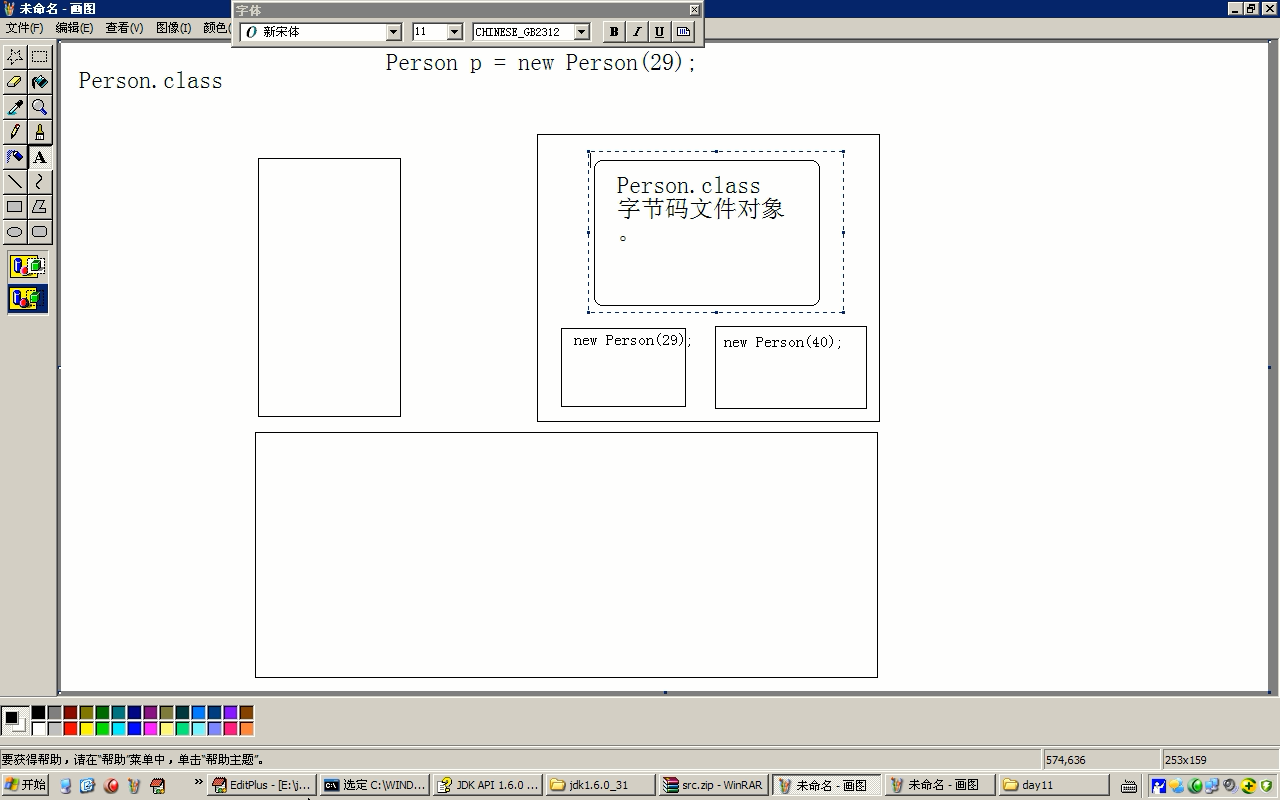 未命名 - 画图
字体
文件(F) 编辑(E) 查看(V) 图像(I) 颜色(
新宋体 11 CHINESE_GB2312 B I U
Person p = new Person(29);
Person.class
A
Person.class
字节码文件对象
。
new Person(29);
new Person(40);
要获得帮助，请在“帮助”菜单中，单击“帮助主题”。
574,636
253x159
开始
EditPlus - [E:\j...
选定 C:\WIND...
JDK API 1.6.0 ...
jdk1.6.0_31
src.zip - WinRAR
未命名 - 画图
未命名 - 画图
day11